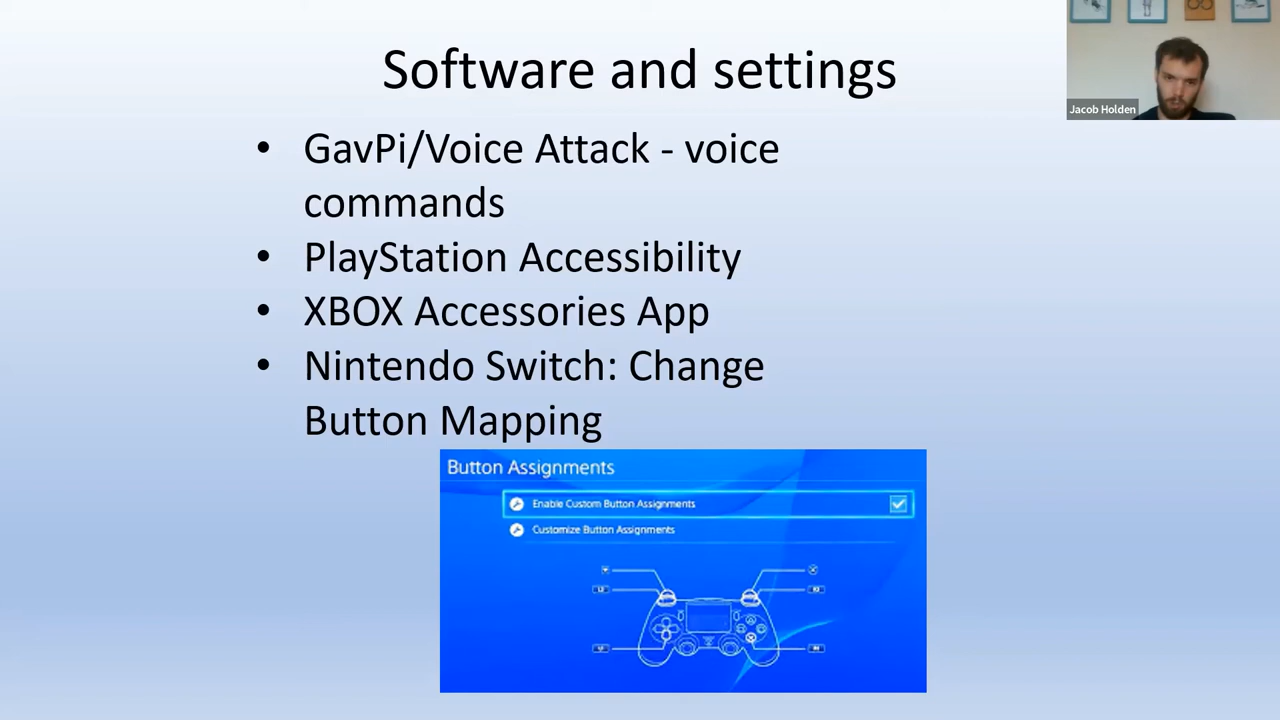 Software and settings
Jacob Holden
• GavPi/Voice Attack - voice
commands
• PlayStation Accessibility
• XBOX Accessories App
• Nintendo Switch: Change
Button Mapping
Button Assignments
Enable Custom Button Assignments
Customize Button Assignments